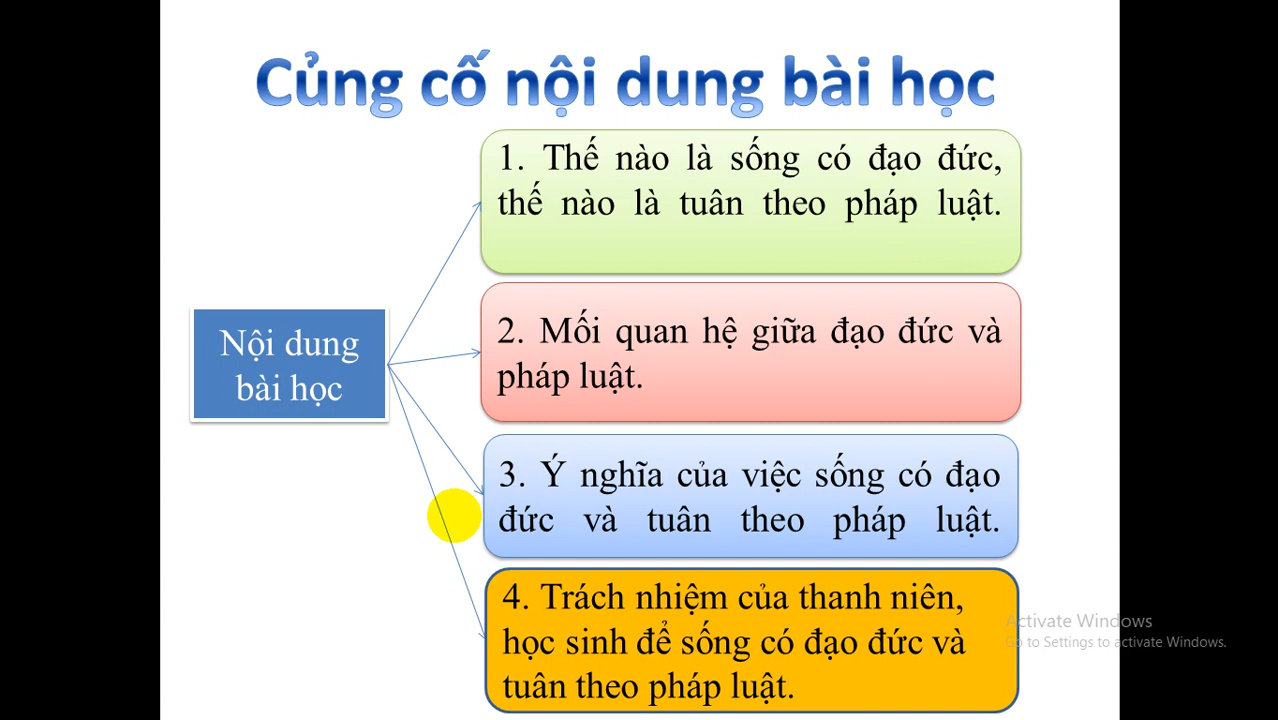 Củng cố nội dung bài học
1. Thế nào là sống có đạo đức,
thế nào là tuân theo pháp luật.
2. Mối quan hệ giữa đạo đức và
pháp luật.
Nội dung
bài học
3. Ý nghĩa của việc sống có đạo
đức và tuân theo pháp luật.
4. Trách nhiệm của thanh niên,
học sinh để sống có đạo đức và
tuân theo pháp luật.
Activate Windows
Go to Settings to activate Windows.